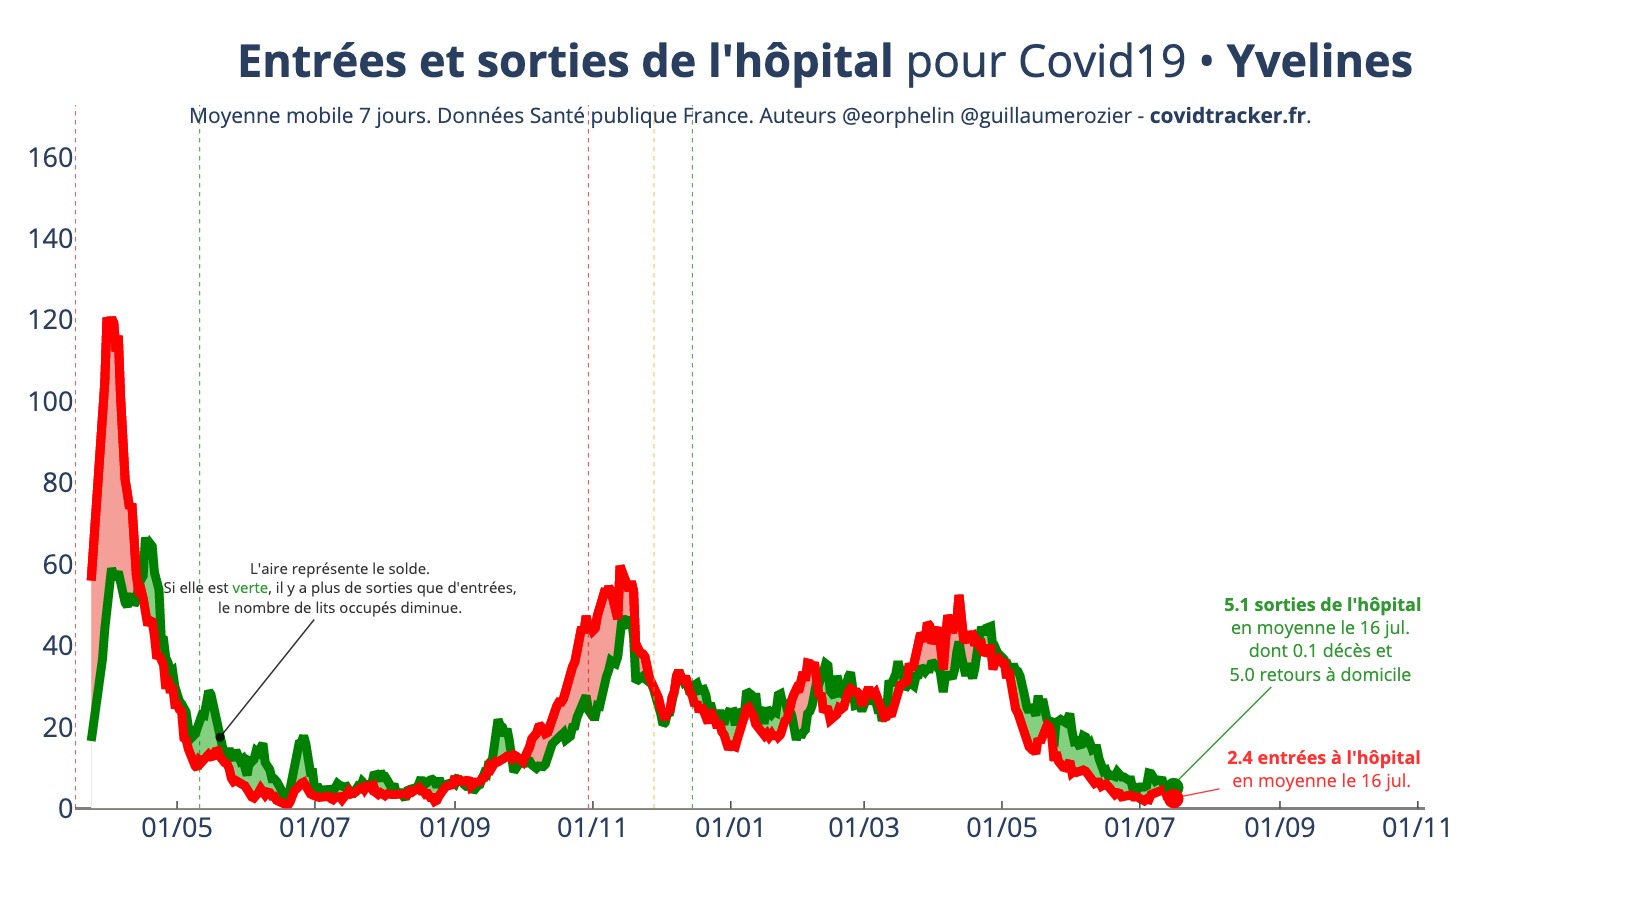 Entrées et sorties de l'hôpital pour Covid19 • Yvelines
Moyenne mobile 7 jours. Données Santé publique France. Auteurs @eorphelin @guillaumerozier - covidtracker.fr.
160
140
120
100
80
60
40
20
0
L'aire représente le solde.
Si elle est verte, il y a plus de sorties que d'entrées,
le nombre de lits occupés diminue.
5.1 sorties de l'hôpital
en moyenne le 16 jul.
dont 0.1 décès et
5.0 retours à domicile
2.4 entrées à l'hôpital
en moyenne le 16 jul.
01/05 01/07 01/09 01/11 01/01 01/03 01/05 01/07 01/09 01/11